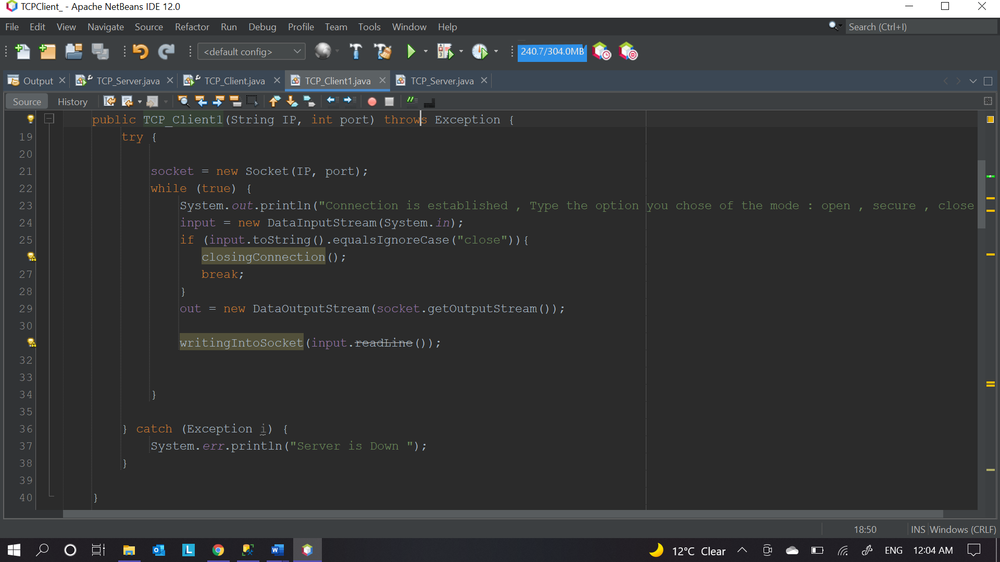 TCPClient_ - Apache NetBeans IDE 12.0
File Edit View Navigate Source Refactor Run Debug Profile Team Tools Window Help Search (Ctrl+I)
<default config> 240.7/304.0MB
Output TCP_Server.java TCP_Client.java TCP_Client1.java TCP_Server.java
Source History
public TCP_Client1(String IP, int port) throws Exception {
19 try {
20
21 socket = new Socket(IP, port);
22 while (true) {
23 System.out.println("Connection is established , Type the option you chose of the mode : open , secure , close
24 input = new DataInputStream(System.in);
25 if (input.toString().equalsIgnoreCase("close")){
closingConnection();
27 break;
28 }
29 out = new DataOutputStream(socket.getOutputStream());
30
writingIntoSocket(input.readLine());
32
33
34 }
35
36 } catch (Exception i) {
37 System.err.println("Server is Down ");
38 }
39
40 }
18:50 INS Windows (CRLF)
12°C Clear ENG 12:04 AM